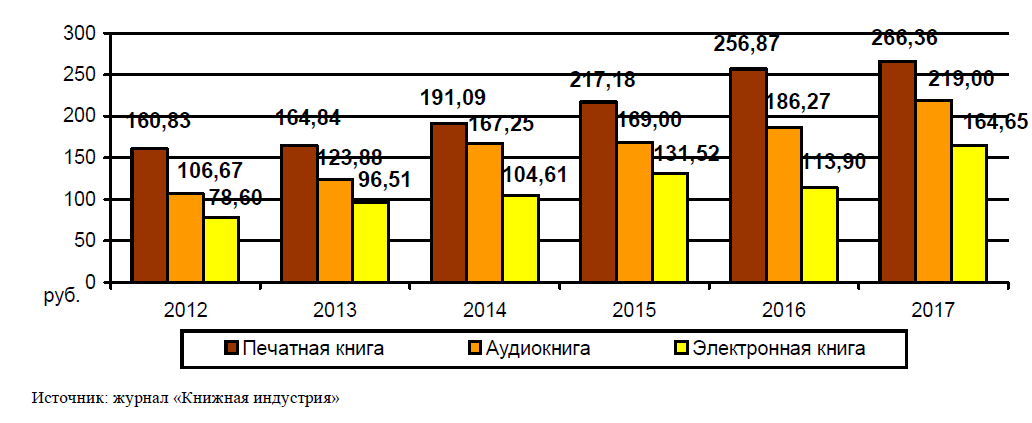 300
250
200
150
100
50
0
руб.
160,83 106,67 78,60
164,84 123,88 96,51
191,09 167,25 104,61
217,18 169,00 131,52
256,87 186,27 113,90
266,36 219,00 164,65
2012 2013 2014 2015 2016 2017
Печатная книга Аудиокнига Электронная книга
Источник: журнал «Книжная индустрия»